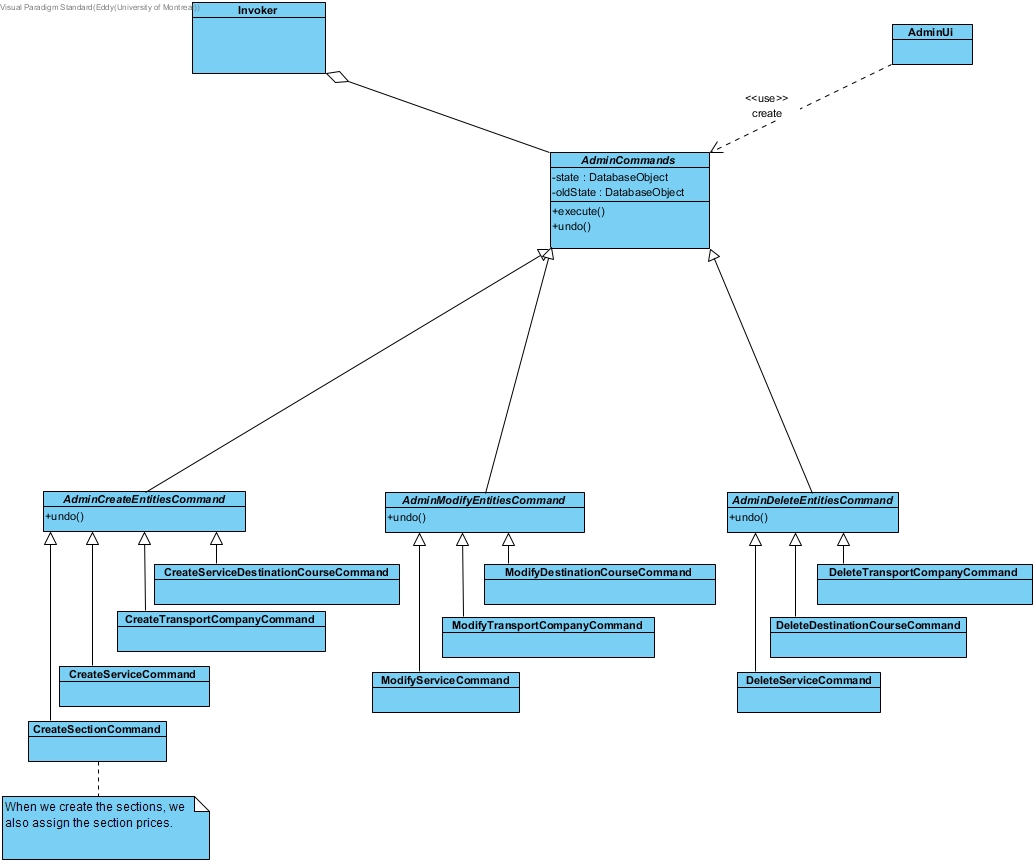 Visual Paradigm Standard(Eddy(University of Montreal))
Invoker
AdminUi
<<use>>
create
AdminCommands
-state : DatabaseObject
-oldState : DatabaseObject
+execute()
+undo()
AdminCreateEntitiesCommand
+undo()
AdminModifyEntitiesCommand
+undo()
AdminDeleteEntitiesCommand
+undo()
CreateServiceDestinationCourseCommand
ModifyDestinationCourseCommand
DeleteTransportCompanyCommand
CreateTransportCompanyCommand
ModifyTransportCompanyCommand
DeleteDestinationCourseCommand
CreateServiceCommand
ModifyServiceCommand
DeleteServiceCommand
CreateSectionCommand
When we create the sections, we
also assign the section prices.